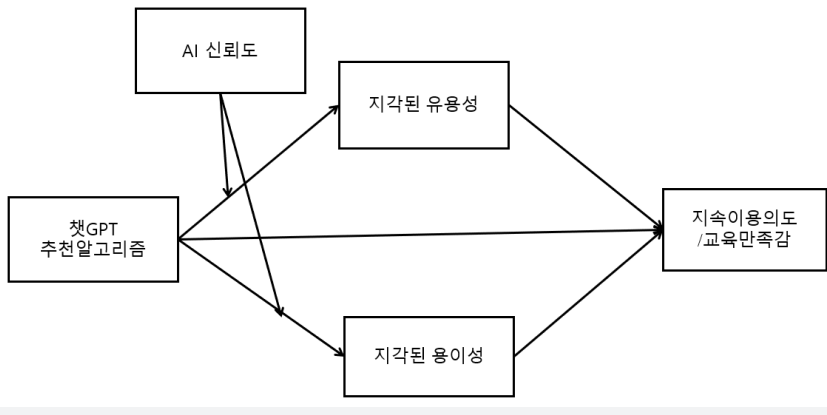 AI 신뢰도
지각된 유용성
챗GPT
추천알고리즘
지속이용의도
/교육만족감
지각된 용이성